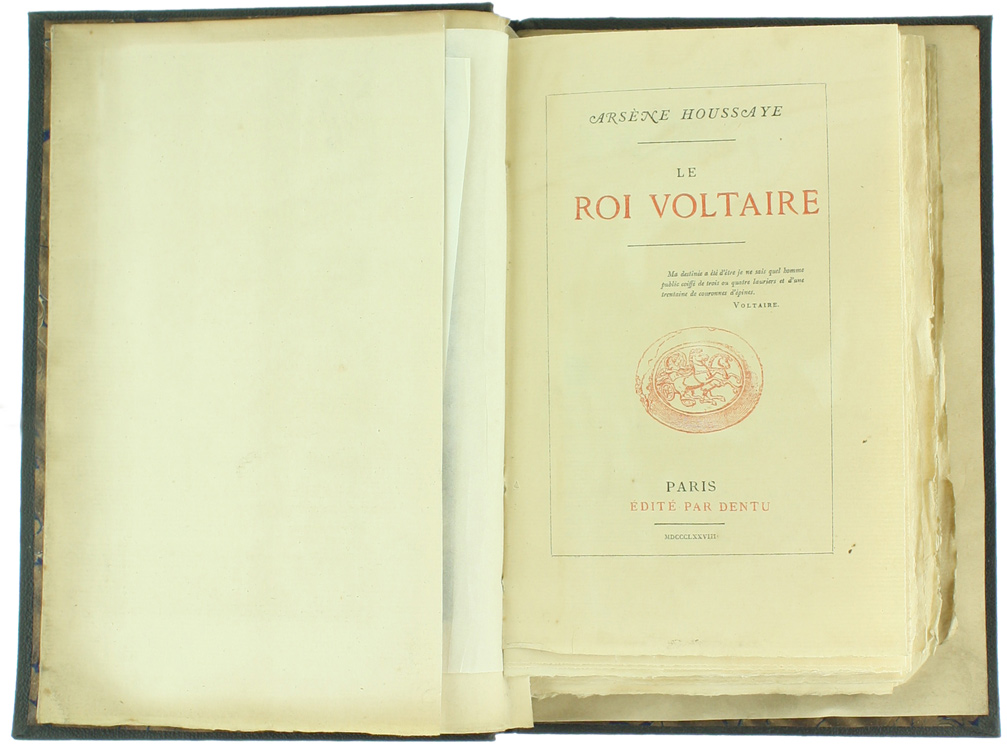 ARSÈNE HOUSSAYE
LE
ROI VOLTAIRE
Ma destinée a été d'être je ne sais quel homme
public coiffé de trois ou quatre lauriers et d'une
trentaine de couronnes d'épines.
VOLTAIRE.
PARIS
ÉDITÉ PAR DENTU
MDCCCLXXVIII